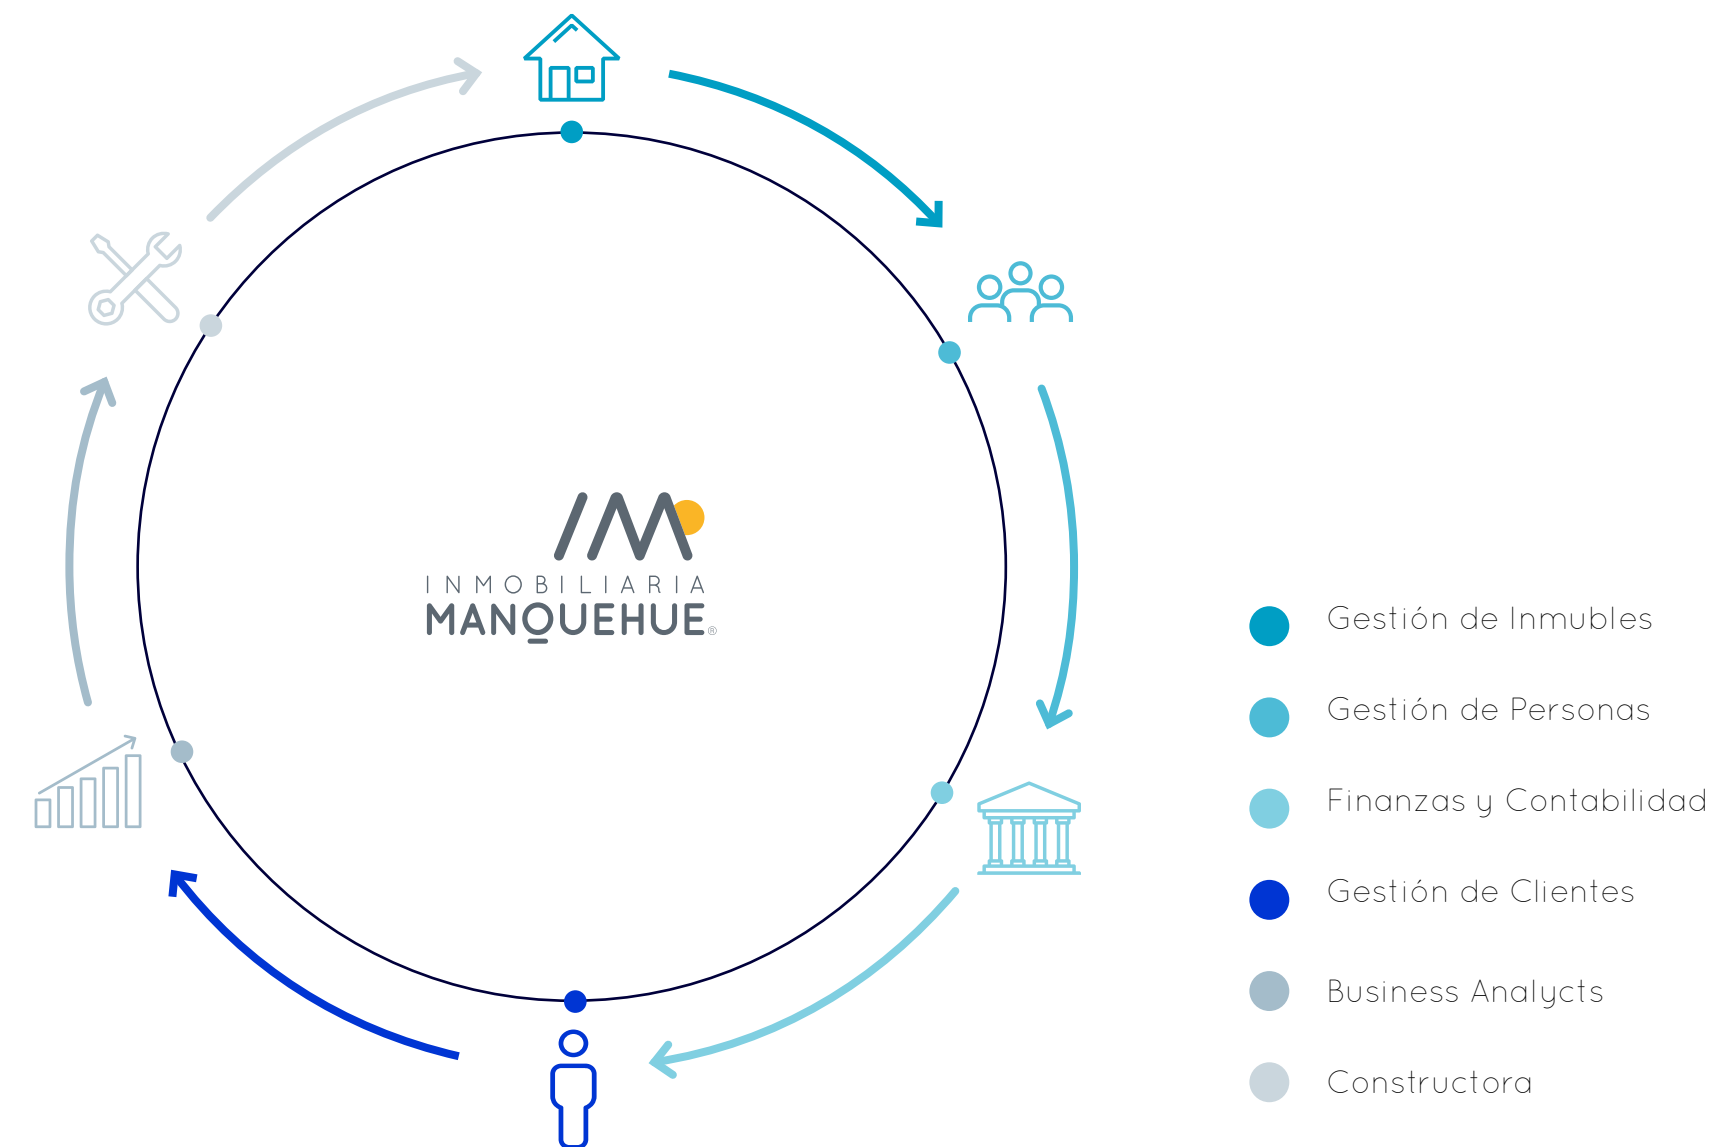 INMOBILIARIA
MANQUEHUE®
Gestión de Inmubles
Gestión de Personas
Finanzas y Contabilidad
Gestión de Clientes
Business Analycts
Constructora